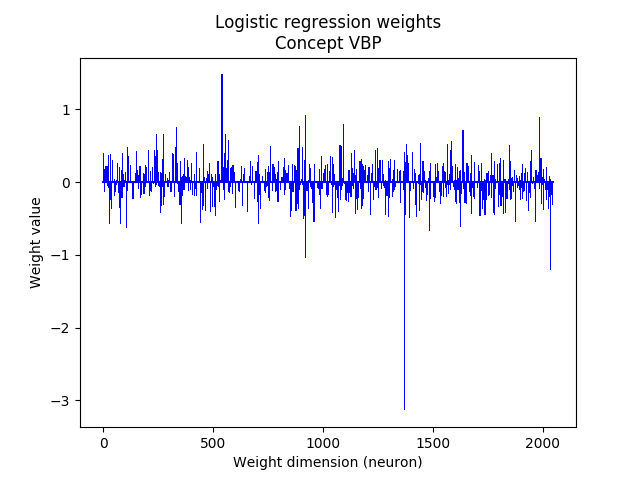 Logistic regression weights
Concept VBP
1
0
−1
−2
−3
Weight value
0
500
1000
1500
2000
Weight dimension (neuron)